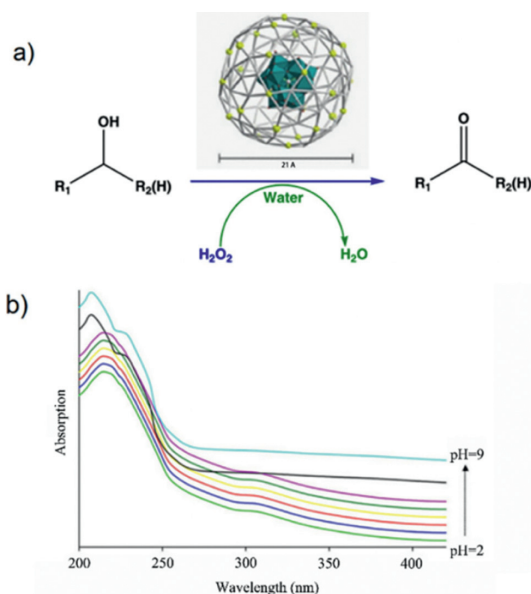 a)
OH
R₁
R₂(H)
21 A
Water
H₂O₂
H₂O
O
R₁
R₂(H)
b)
Absorption
pH=9
pH=2
200
250
300
350
400
Wavelength (nm)